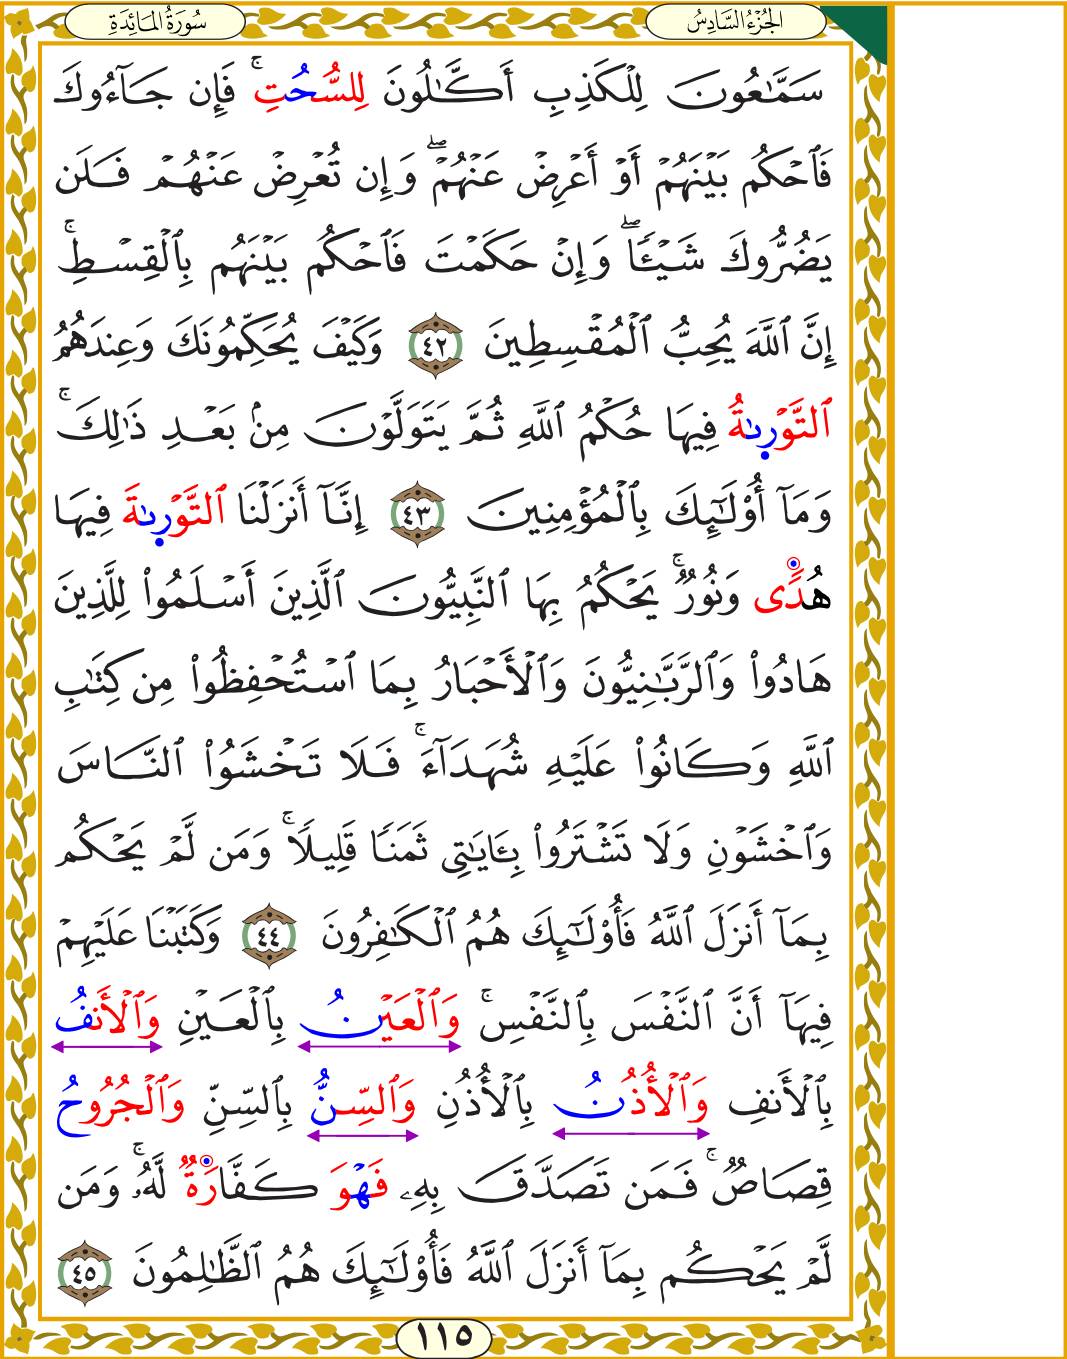 الجُزْءُ السَّادِسُ
سُورَةُ المَائِدَةِ
سَمَّٰعُونَ لِلْكَذِبِ أَكَّٰلُونَ لِلسُّحُتِۚ فَإِن جَآءُوكَ
فَٱحْكُم بَيْنَهُمْ أَوْ أَعْرِضْ عَنْهُمْۖ وَإِن تُعْرِضْ عَنْهُمْ فَلَن
يَضُرُّوكَ شَيْـًٔاۖ وَإِنْ حَكَمْتَ فَٱحْكُم بَيْنَهُم بِٱلْقِسْطِۚ
إِنَّ ٱللَّهَ يُحِبُّ ٱلْمُقْسِطِينَ ٤٢ وَكَيْفَ يُحَكِّمُونَكَ وَعِندَهُمُ
ٱلتَّوْرىٰةُ فِيهَا حُكْمُ ٱللَّهِ ثُمَّ يَتَوَلَّوْنَ مِنۢ بَعْدِ ذَٰلِكَۚ
وَمَآ أُو۟لَٰٓئِكَ بِٱلْمُؤْمِنِينَ ٤٣ إِنَّآ أَنزَلْنَا ٱلتَّوْرىٰةَ فِيهَا
هُدًى وَنُورٌۚ يَحْكُمُ بِهَا ٱلنَّبِيُّونَ ٱلَّذِينَ أَسْلَمُوا۟ لِلَّذِينَ
هَادُوا۟ وَٱلرَّبَّٰنِيُّونَ وَٱلْأَحْبَارُ بِمَا ٱسْتُحْفِظُوا۟ مِن كِتَٰبِ
ٱللَّهِ وَكَانُوا۟ عَلَيْهِ شُهَدَآءَۚ فَلَا تَخْشَوُا۟ ٱلنَّاسَ
وَٱخْشَوْنِ وَلَا تَشْتَرُوا۟ بِـَٔايَٰتِى ثَمَنًا قَلِيلًاۚ وَمَن لَّمْ يَحْكُم
بِمَآ أَنزَلَ ٱللَّهُ فَأُو۟لَٰٓئِكَ هُمُ ٱلْكَٰفِرُونَ ٤٤ وَكَتَبْنَا عَلَيْهِمْ
فِيهَآ أَنَّ ٱلنَّفْسَ بِٱلنَّفْسِۚ وَٱلْعَيْنُ بِٱلْعَيْنِ وَٱلْأَنفُ
بِٱلْأَنفِ وَٱلْأُذُنُ بِٱلْأُذُنِ وَٱلسِّنُّ بِٱلسِّنِّ وَٱلْجُرُوحُ
قِصَاصٌۚ فَمَن تَصَدَّقَ بِهِۦ فَهْوَ كَفَّارَةٌ لَّهُۥۚ وَمَن
لَّمْ يَحْكُم بِمَآ أَنزَلَ ٱللَّهُ فَأُو۟لَٰٓئِكَ هُمُ ٱلظَّٰلِمُونَ ٤٥
١١٥